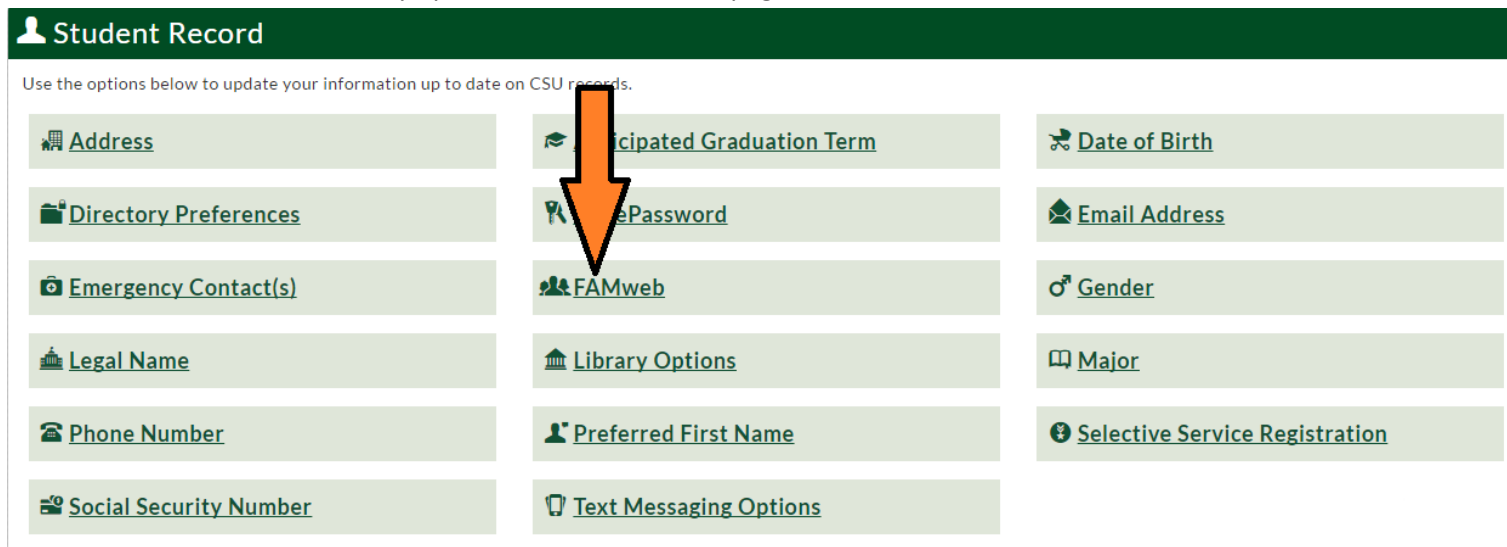 Student Record
Use the options below to update your information up to date on CSU records.
Address
Graduation Term
Date of Birth
Directory Preferences
Email Address
Emergency Contact(s)
FAMweb
Gender
Legal Name
Library Options
Major
Phone Number
Preferred First Name
Selective Service Registration
Social Security Number
Text Messaging Options